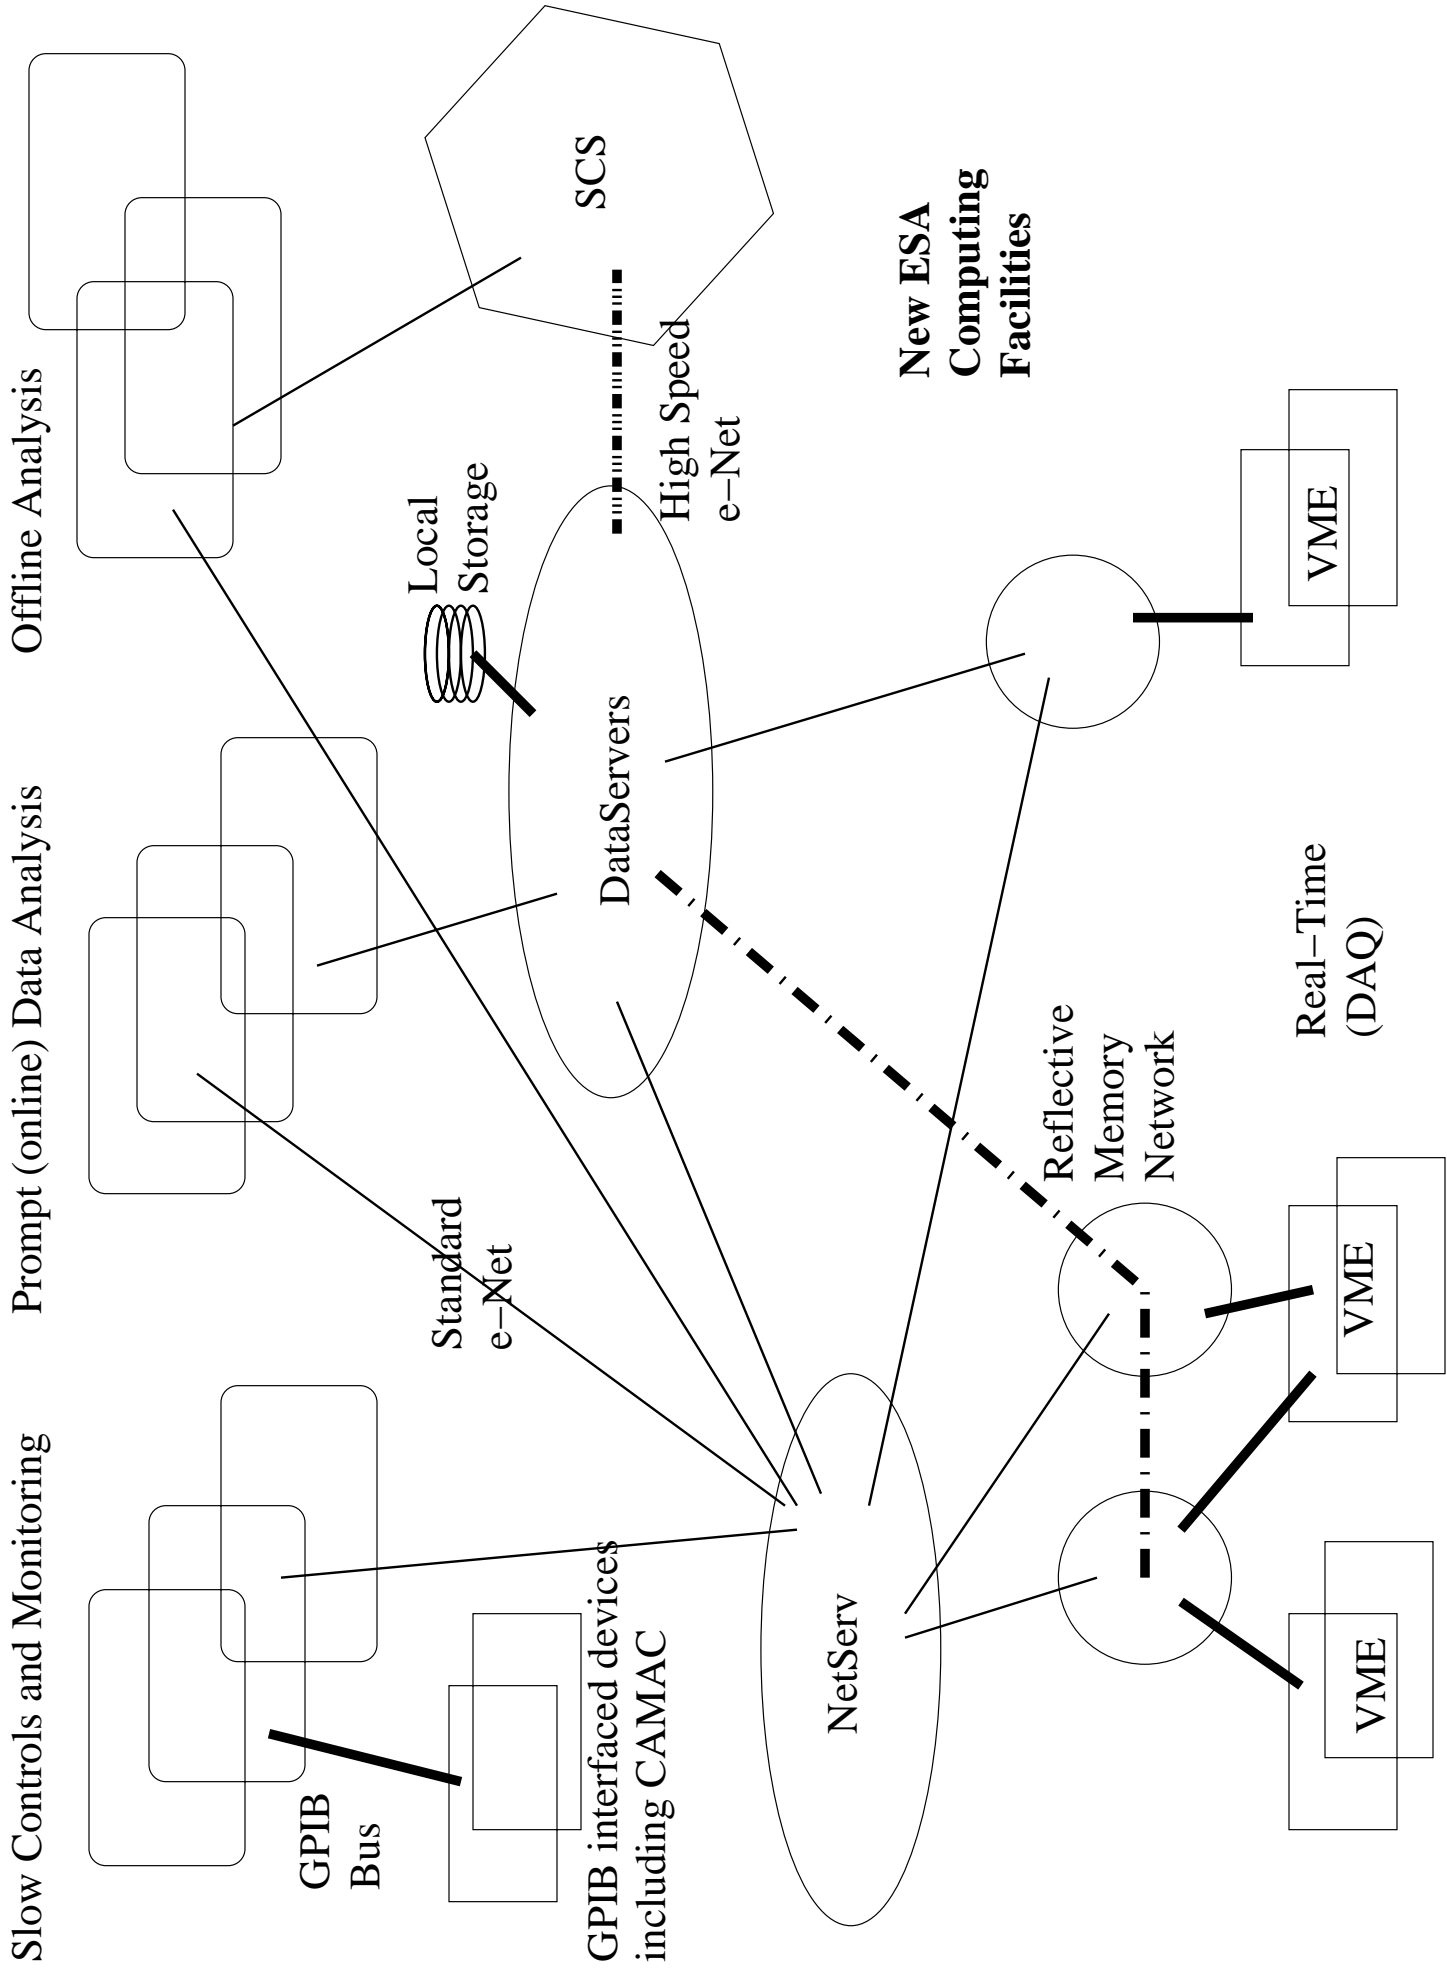 Slow Controls and Monitoring
Prompt (online) Data Analysis
Offline Analysis
GPIB
Bus
GPIB interfaced devices
including CAMAC
Standard
e−Net
Local
Storage
SCS
DataServers
High Speed
e−Net
NetServ
New ESA
Computing
Facilities
Reflective
Memory
Network
Real−Time
(DAQ)
VME
VME
VME